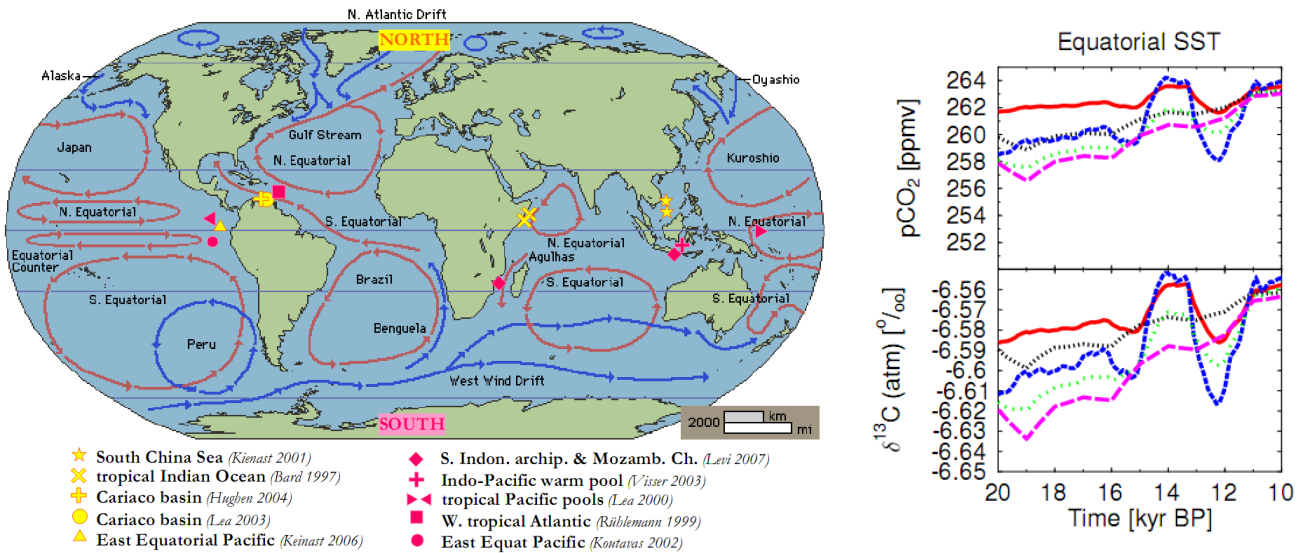 N. Atlantic Drift
NORTH
Alaska
Oyashio
Gulf Stream
Japan
N. Equatorial
Kuroshio
N. Equatorial
S. Equatorial
N. Equatorial
N. Equatorial
Equatorial
Counter
Agulhas
Brazil
S. Equatorial
S. Equatorial
S. Equatorial
Benguela
Peru
West Wind Drift
SOUTH
2000 km
mi
South China Sea (Kienast 2001)
tropical Indian Ocean (Bard 1997)
Cariaco basin (Hughen 2004)
Cariaco basin (Lea 2003)
East Equatorial Pacific (Keinast 2006)
S. Indon. archip. & Mozamb. Ch. (Levi 2007)
Indo-Pacific warm pool (Visser 2003)
tropical Pacific pools (Lea 2000)
W. tropical Atlantic (Rühlemann 1999)
East Equat Pacific (Koutavas 2002)
Equatorial SST
pCO₂ [ppmv]
264
262
260
258
256
254
252
δ¹³C (atm) [°/ₒₒ]
-6.56
-6.58
-6.59
-6.6
-6.61
-6.62
-6.63
-6.65
20 18 16 14 12 10
Time [kyr BP]